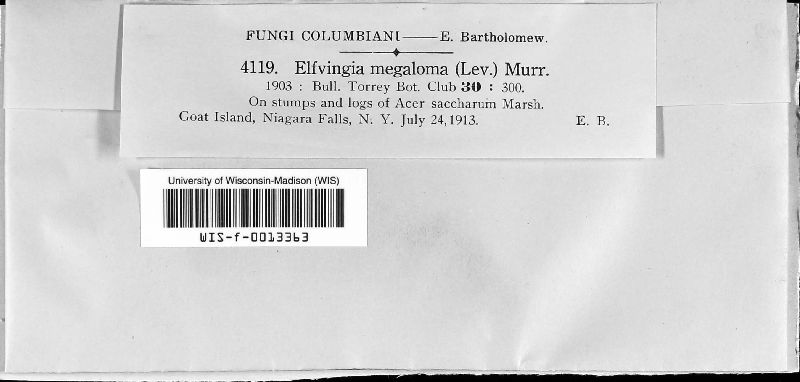 FUNGI COLUMBIANI—E. Bartholomew.
4119. Elfvingia megaloma (Lev.) Murr.
1903 : Bull. Torrey Bot. Club 30 : 300.
On stumps and logs of Acer saccharum Marsh.
Goat Island, Niagara Falls, N. Y. July 24, 1913. E. B.
University of Wisconsin-Madison (WIS)
WIS-f-0013363